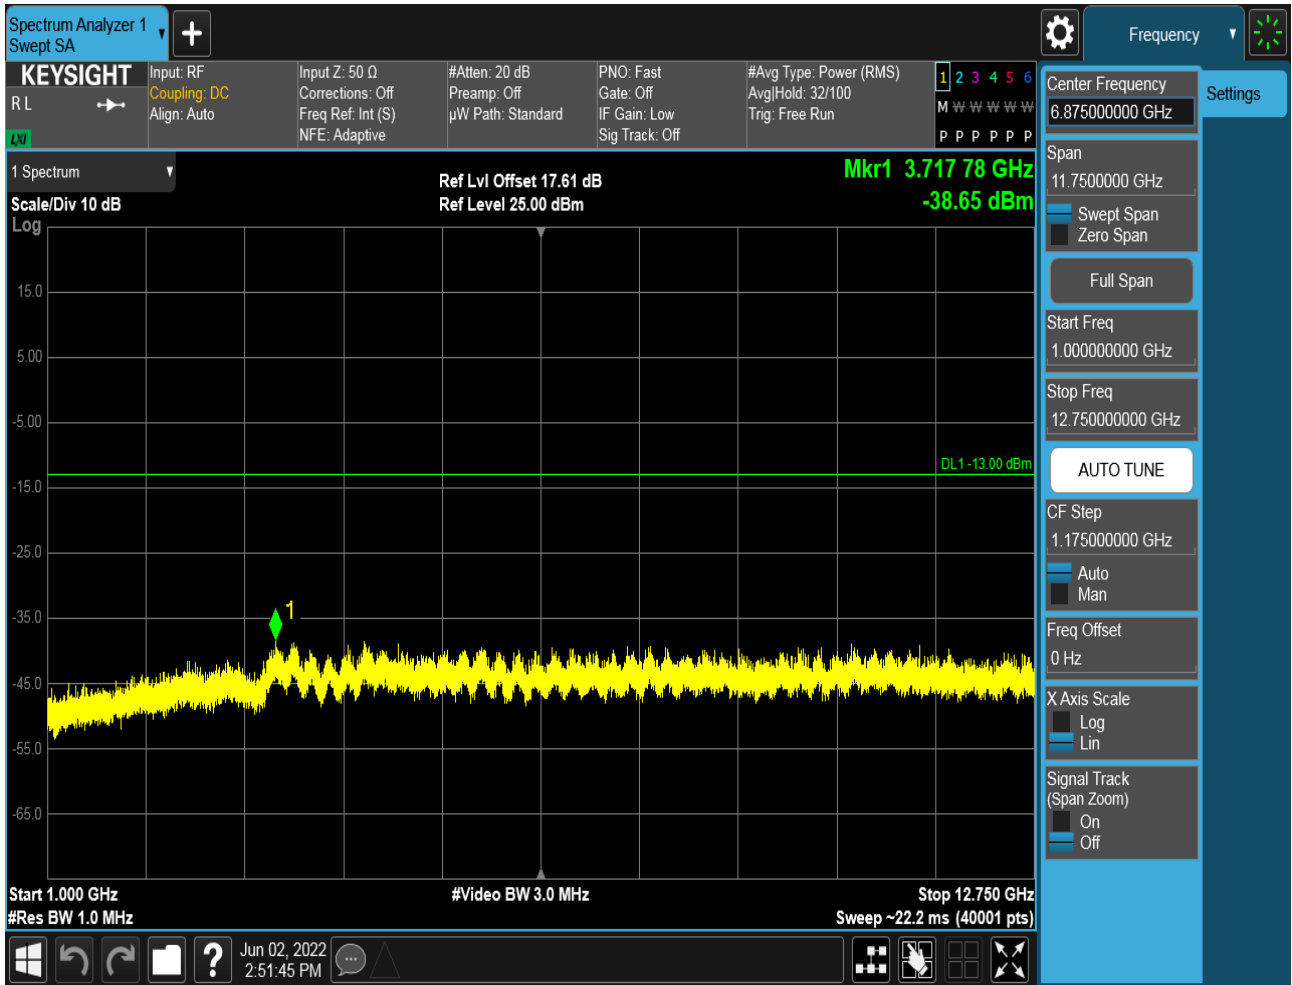 Spectrum Analyzer 1
Swept SA
Frequency
KEYSIGHT
R L
LXI
Input: RF
Coupling: DC
Align: Auto
Input Z: 50 Ω
Corrections: Off
Freq Ref: Int (S)
NFE: Adaptive
#Atten: 20 dB
Preamp: Off
µW Path: Standard
PNO: Fast
Gate: Off
IF Gain: Low
Sig Track: Off
#Avg Type: Power (RMS)
Avg|Hold: 32/100
Trig: Free Run
1 2 3 4 5 6
M W W W W W
P P P P P P
1 Spectrum
Scale/Div 10 dB
Log
Ref Lvl Offset 17.61 dB
Ref Level 25.00 dBm
Mkr1 3.717 78 GHz
-38.65 dBm
15.0
5.00
-5.00
DL1 -13.00 dBm
-15.0
-25.0
-35.0
1
-45.0
-55.0
-65.0
Start 1.000 GHz
#Video BW 3.0 MHz
Stop 12.750 GHz
#Res BW 1.0 MHz
Sweep ~22.2 ms (40001 pts)
?
Jun 02, 2022
2:51:45 PM
Center Frequency
6.875000000 GHz
Settings
Span
11.7500000 GHz
Swept Span
Zero Span
Full Span
Start Freq
1.000000000 GHz
Stop Freq
12.750000000 GHz
AUTO TUNE
CF Step
1.175000000 GHz
Auto
Man
Freq Offset
0 Hz
X Axis Scale
Log
Lin
Signal Track
(Span Zoom)
On
Off